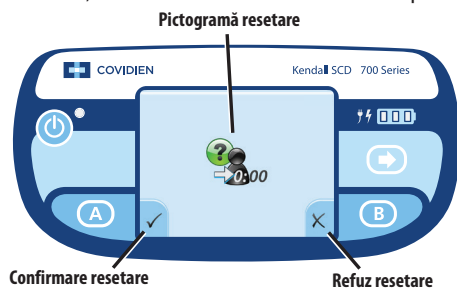 Pictogramă resetare
COVIDIEN
Kendall SCD 700 Series
0:00
A
B
Confirmare resetare
Refuz resetare